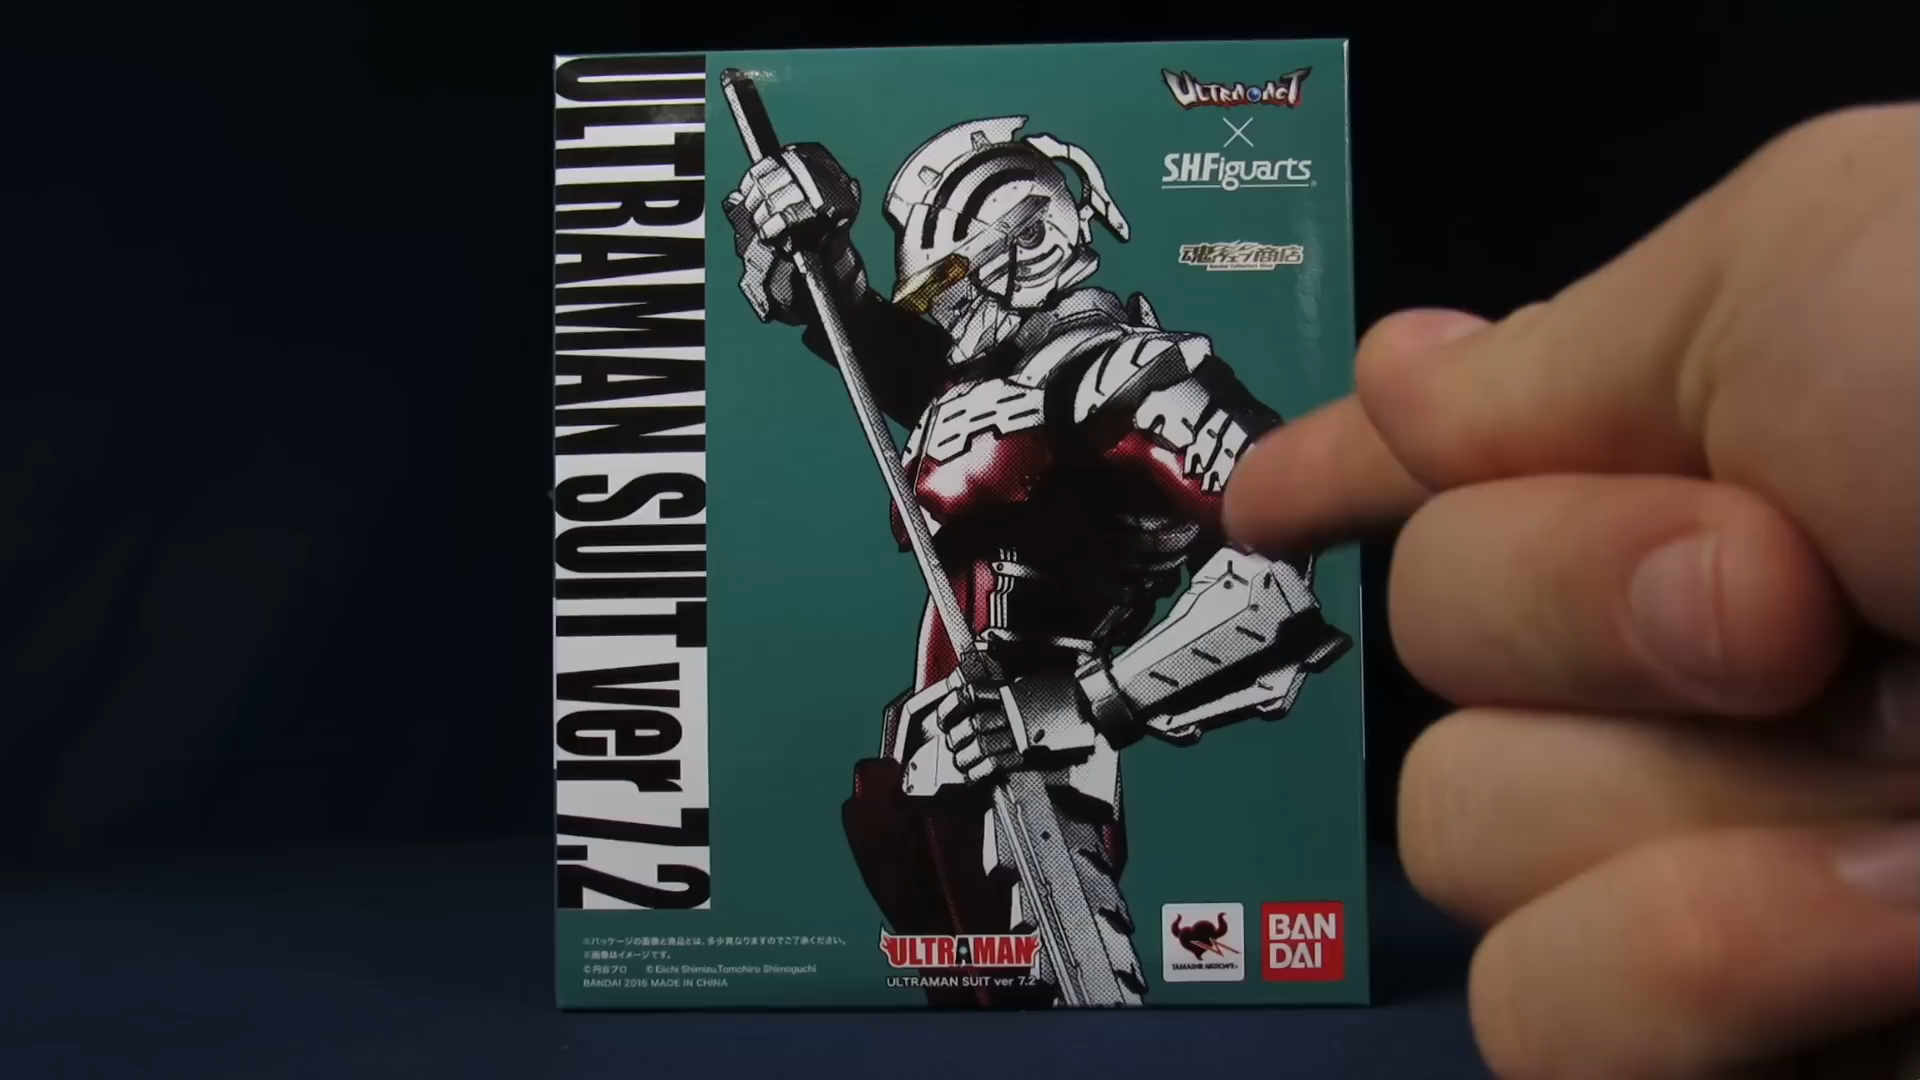 ULTRAMAN SUIT ver 7.2
ULTRA-ACT
×
S.H.Figuarts
魂ウェブ商店
※パッケージの画像と商品とは、多少異なりますのでご了承ください。
※画像はイメージです。
©円谷プロ ©Eiichi Shimizu,Tomohiro Shimoguchi
BANDAI 2016 MADE IN CHINA
ULTRAMAN
ULTRAMAN SUIT ver 7.2
TAMASHII NATIONS
BAN
DAI